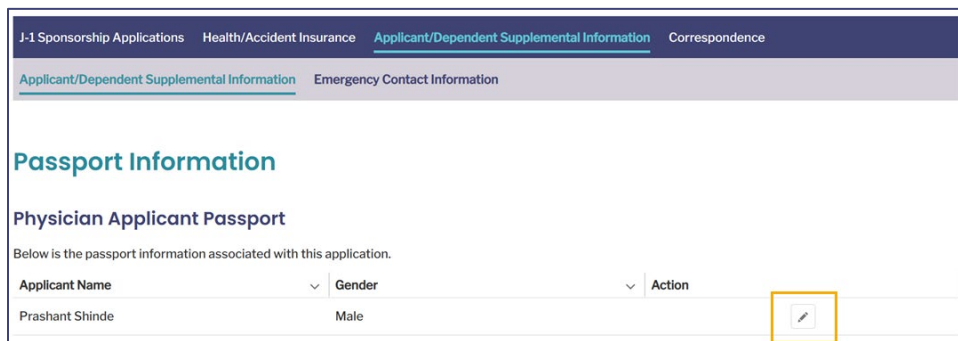 J-1 Sponsorship Applications Health/Accident Insurance Applicant/Dependent Supplemental Information Correspondence
Applicant/Dependent Supplemental Information Emergency Contact Information
Passport Information
Physician Applicant Passport
Below is the passport information associated with this application.
Applicant Name Gender Action
Prashant Shinde Male